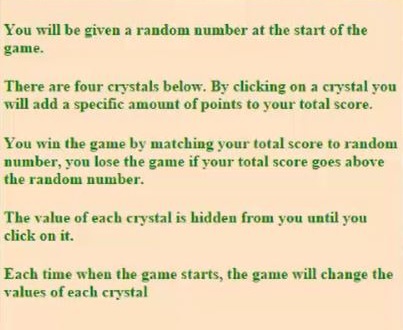 You will be given a random number at the start of the
game.
There are four crystals below. By clicking on a crystal you
will add a specific amount of points to your total score.
You win the game by matching your total score to random
number, you lose the game if your total score goes above
the random number.
The value of each crystal is hidden from you until you
click on it.
Each time when the game starts, the game will change the
values of each crystal